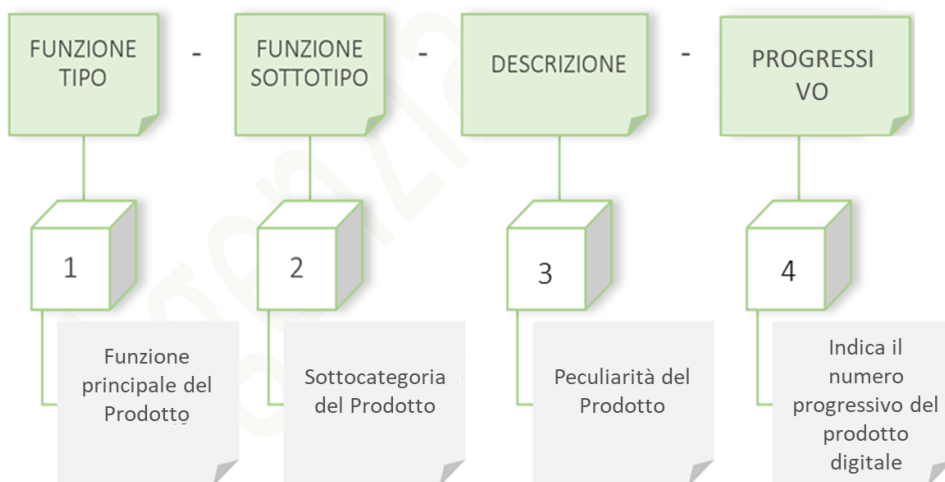 FUNZIONE
TIPO
-
FUNZIONE
SOTTOTIPO
-
DESCRIZIONE
-
PROGRESSI
VO
1
2
3
4
Funzione
principale del
Prodotto
Sottocategoria
del Prodotto
Peculiarità del
Prodotto
Indica il
numero
progressivo del
prodotto
digitale